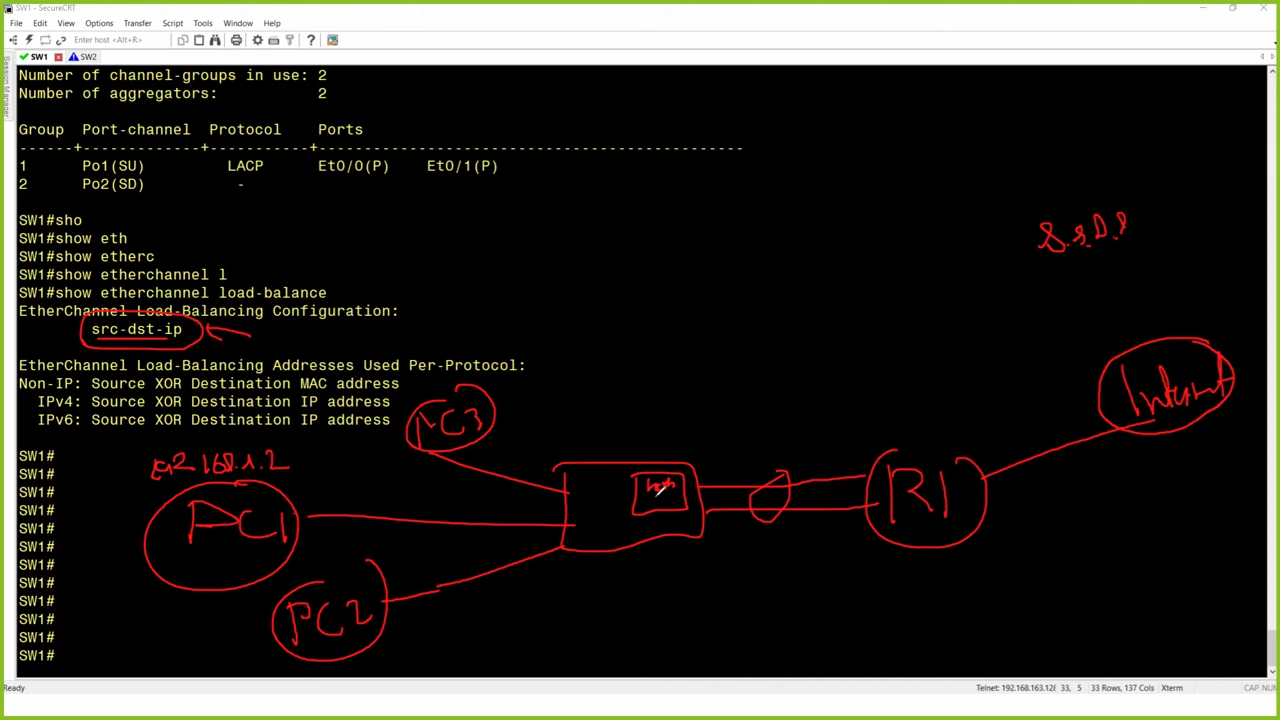 SW1 - SecureCRT
File Edit View Options Transfer Script Tools Window Help
Enter host <Alt+R>
SW1 SW2
Session Manager
Number of channel-groups in use: 2
Number of aggregators: 2
Group Port-channel Protocol Ports
------+-------------+-----------+-----------------------------------------------
1 Po1(SU) LACP Et0/0(P) Et0/1(P)
2 Po2(SD) -
SW1#sho
SW1#show eth
SW1#show etherc
SW1#show etherchannel l
SW1#show etherchannel load-balance
EtherChannel Load-Balancing Configuration:
src-dst-ip
EtherChannel Load-Balancing Addresses Used Per-Protocol:
Non-IP: Source XOR Destination MAC address
IPv4: Source XOR Destination IP address
IPv6: Source XOR Destination IP address
PC3
Internet
SW1#
192.168.1.2
SW1#
SW1#
R1
SW1#
PC1
SW1#
SW1#
SW1#
SW1#
SW1#
PC2
SW1#
SW1#
SW1#
Ready Telnet: 192.168.163.128 33, 5 33 Rows, 137 Cols Xterm CAP NUM